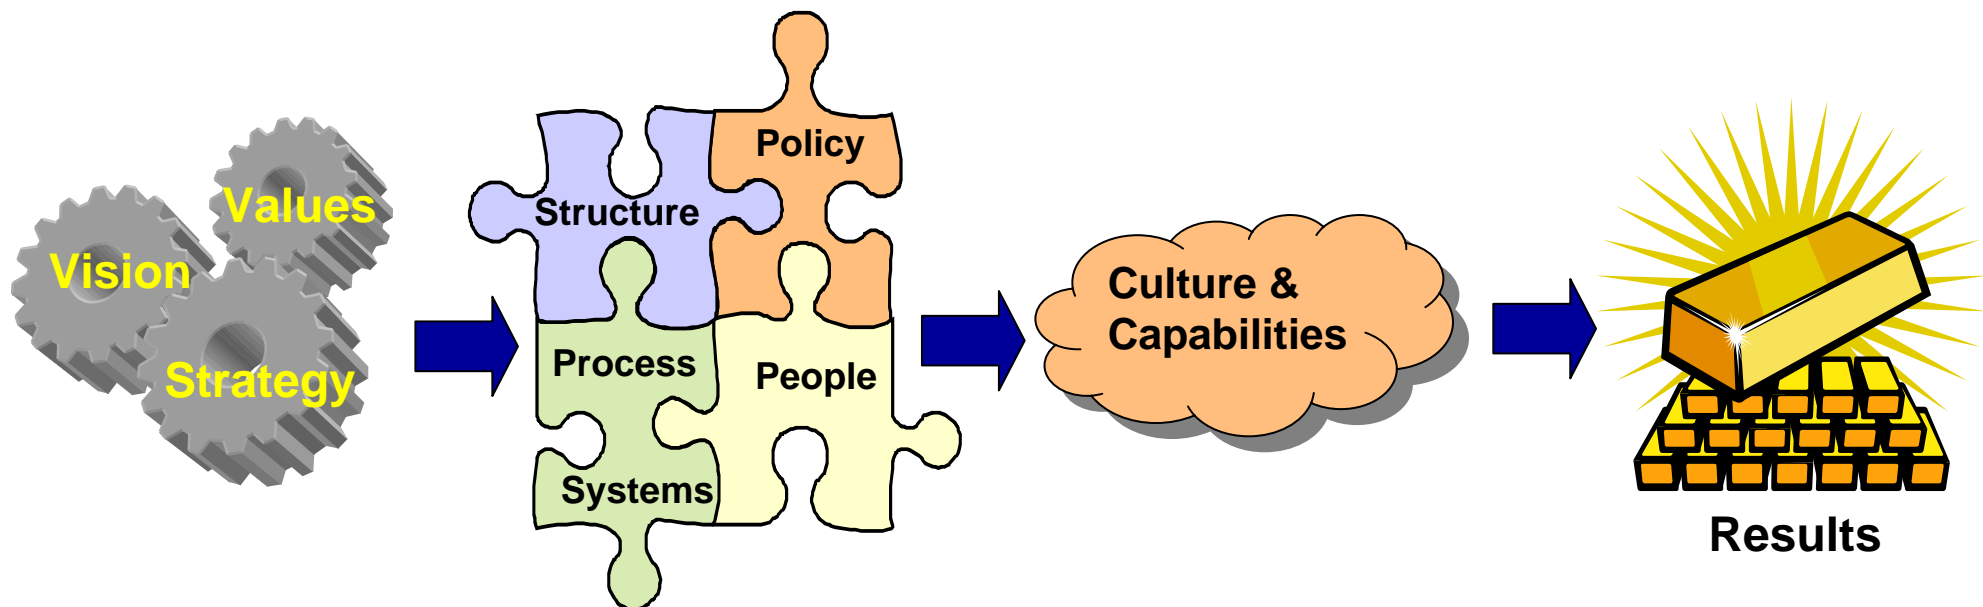 Values
Vision
Strategy
Policy
Structure
Process
People
Systems
Culture &
Capabilities
Results